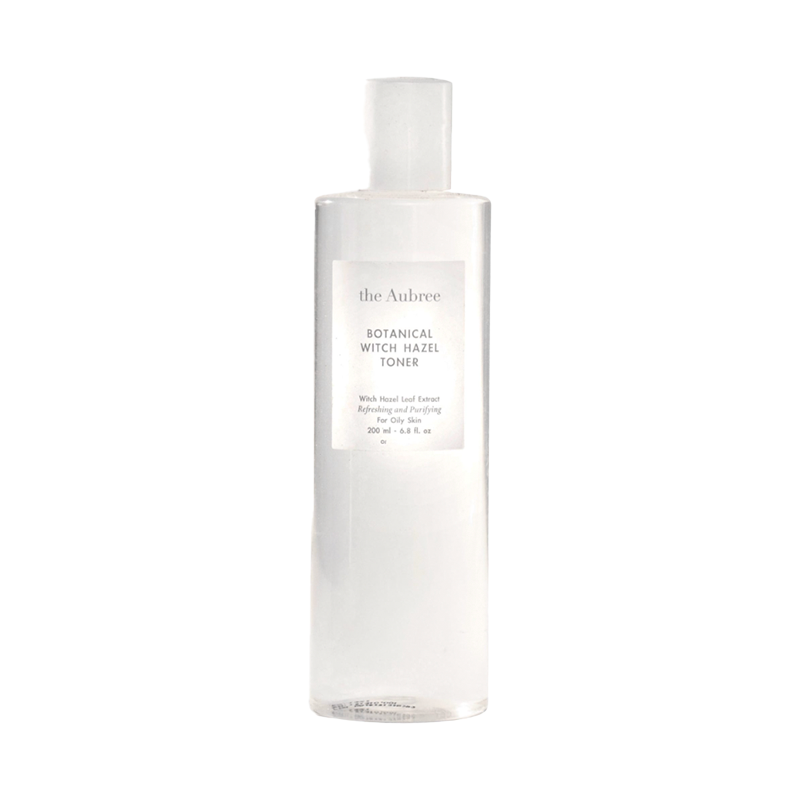 the Aubree
BOTANICAL
WITCH HAZEL
TONER
Witch Hazel Leaf Extract
Refreshing and Purifying
For Oily Skin
200 ml - 6.8 fl. oz